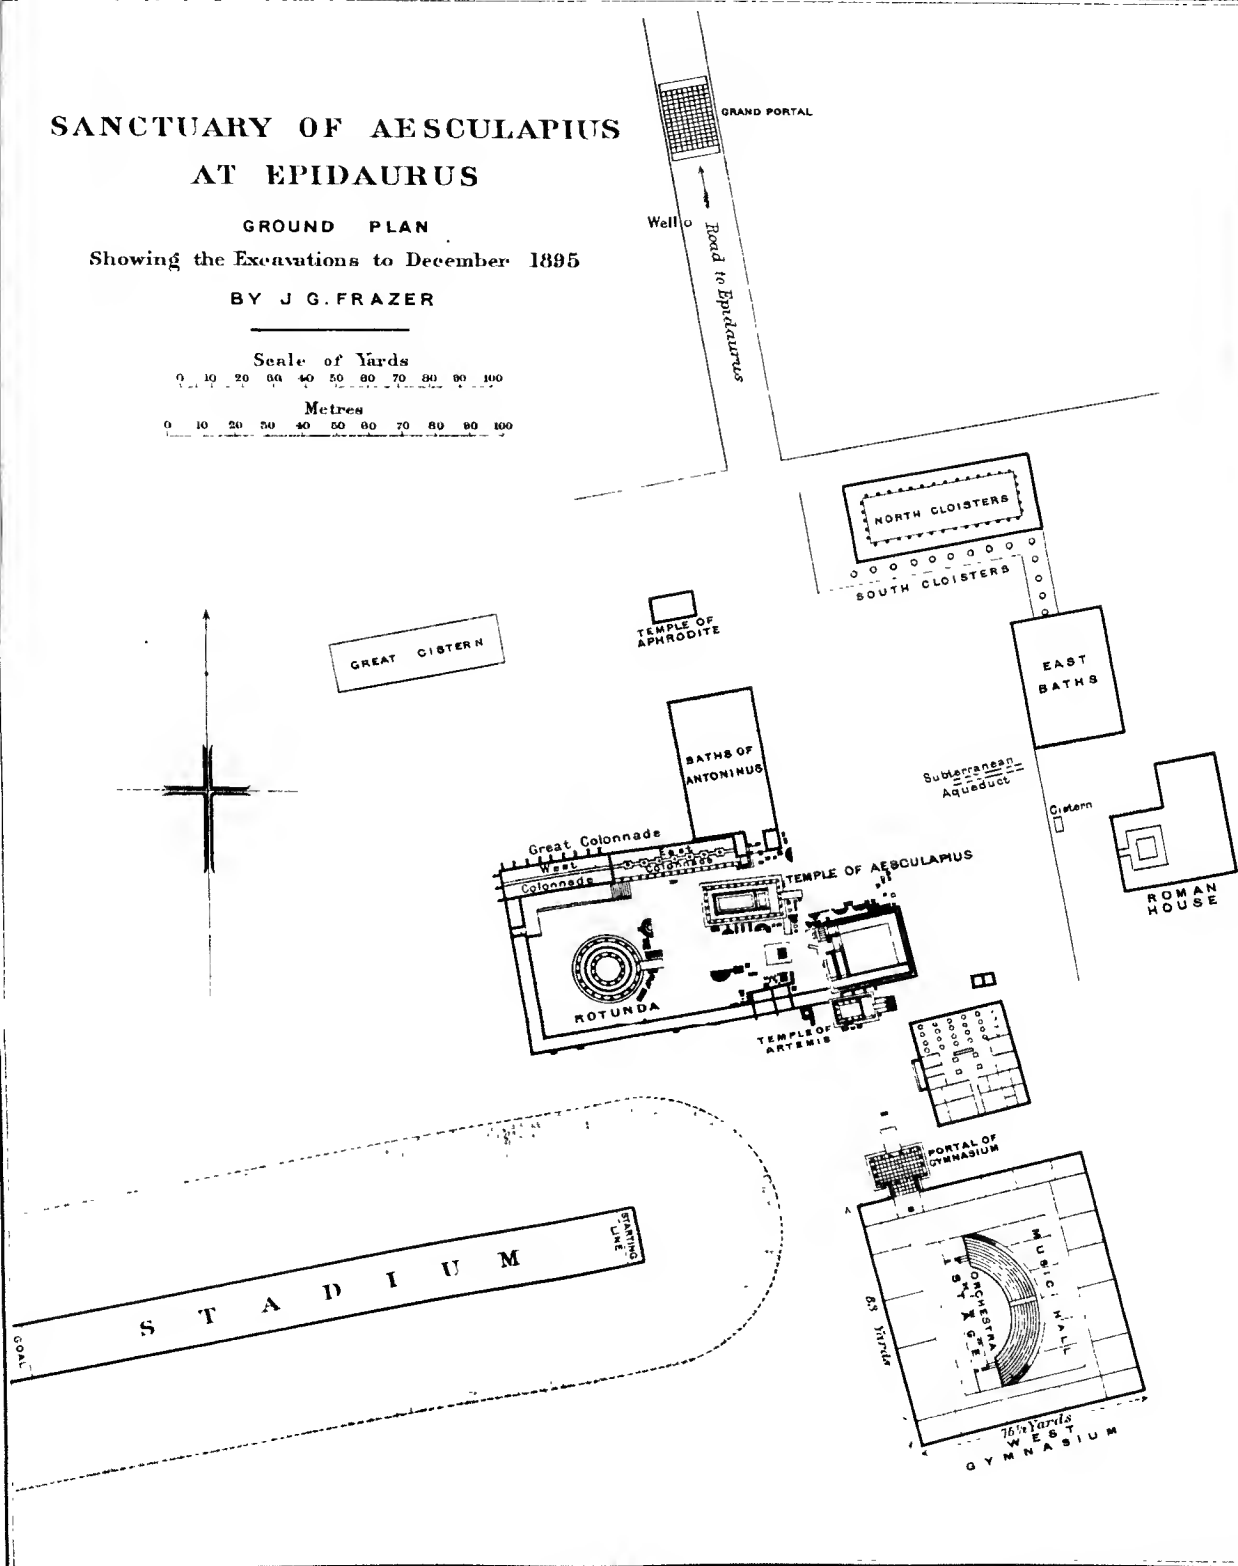 SANCTUARY OF AESCULAPIUS
AT EPIDAURUS
GROUND PLAN
Showing the Excavations to December 1895
BY J G. FRAZER
Scale of Yards
0 10 20 30 40 50 60 70 80 90 100
Metres
0 10 20 30 40 50 60 70 80 90 100
GRAND PORTAL
Well
Road to Epidaurus
NORTH CLOISTERS
SOUTH CLOISTERS
TEMPLE OF
APHRODITE
GREAT CISTERN
EAST
BATHS
BATHS OF
ANTONINUS
Subterranean
Aqueduct
Cistern
ROMAN
HOUSE
Great Colonnade
West
Colonnade
East
Colonnade
TEMPLE OF AESCULAPIUS
ROTUNDA
TEMPLE OF
ARTEMIS
PORTAL OF
GYMNASIUM
A
STARTING
LINE
STADIUM
GOAL
MUSIC HALL
ORCHESTRA
STAGE
83 Yards
76½ Yards
WEST
GYMNASIUM